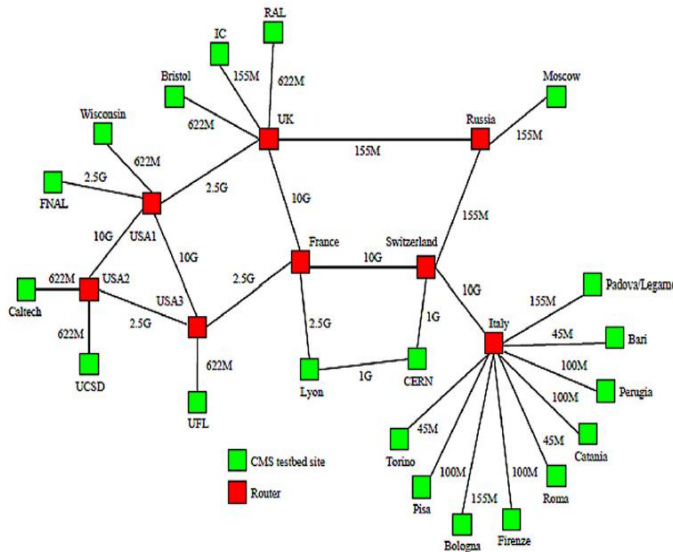 RAL
IC
155M
622M
Bristol
622M
UK
Moscow
Russia
155M
155M
Wisconsin
622M
2.5G
FNAL
2.5G
USA1
10G
10G
10G
155M
France
Switzerland
10G
622M
USA2
Caltech
USA3
2.5G
2.5G
622M
UCSD
622M
UFL
2.5G
1G
Lyon
1G
CERN
10G
Italy
155M
Padova/Legame
45M
Bari
100M
Perugia
100M
Catania
45M
Roma
100M
Firenze
155M
Bologna
100M
Pisa
45M
Torino
CMS testbed site
Router